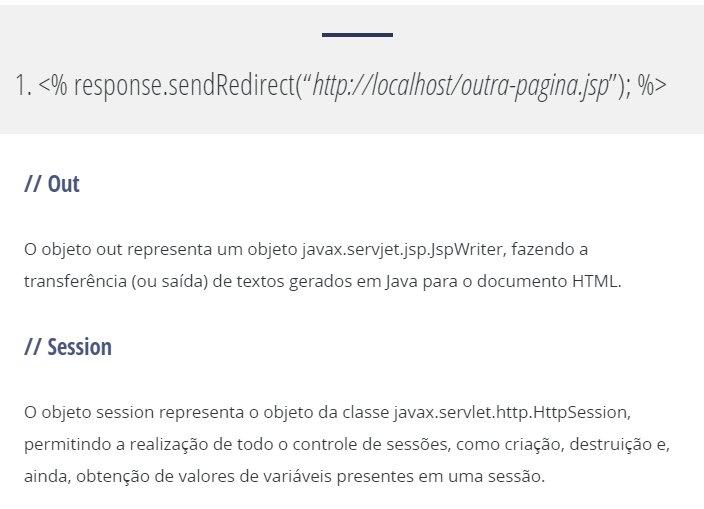 1. <% response.sendRedirect(“http://localhost/outra-pagina.jsp”); %>
// Out
O objeto out representa um objeto javax.servjet.jsp.JspWriter, fazendo a
transferência (ou saída) de textos gerados em Java para o documento HTML.
// Session
O objeto session representa o objeto da classe javax.servlet.http.HttpSession,
permitindo a realização de todo o controle de sessões, como criação, destruição e,
ainda, obtenção de valores de variáveis presentes em uma sessão.